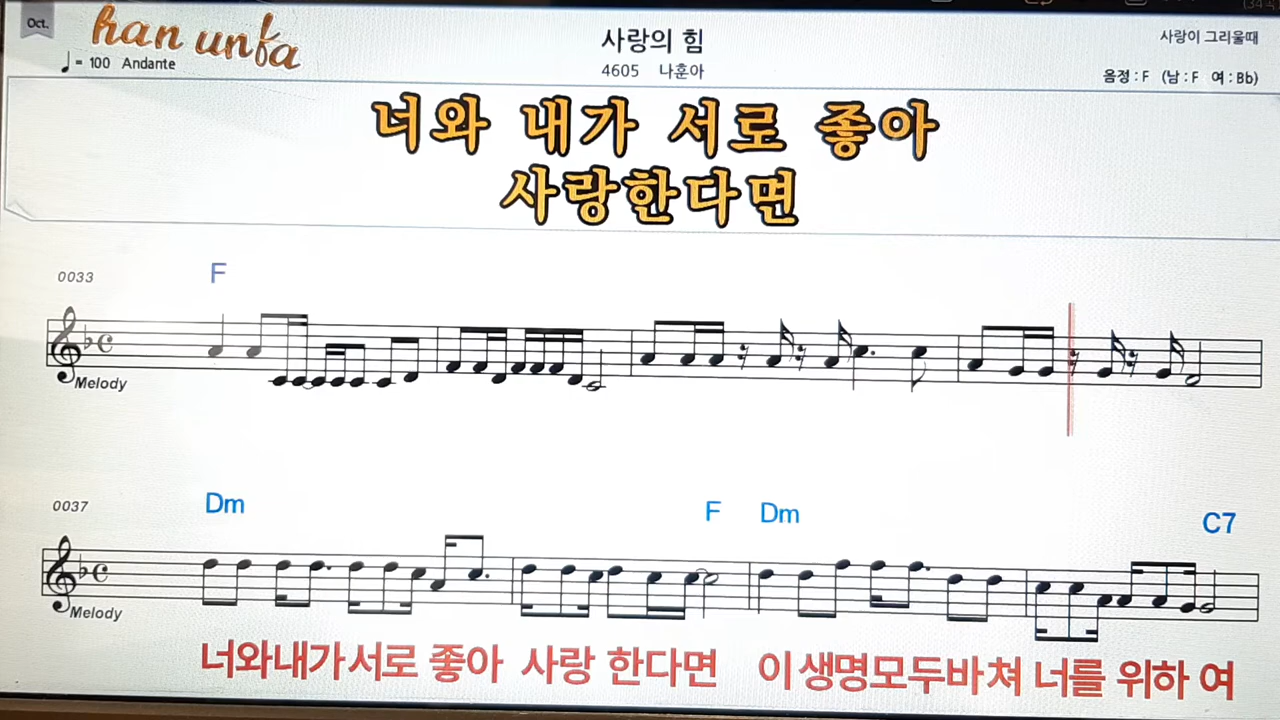 Oct.
han unfa
♩ = 100 Andante
사랑의 힘
4605 나훈아
사랑이 그리울때
음정 : F (남 : F 여 : Bb)
너와 내가 서로 좋아
사랑한다면
0033
F
Melody
0037
Dm F Dm C7
Melody
너와내가서로 좋아 사랑 한다면 이 생명모두바쳐 너를 위하 여